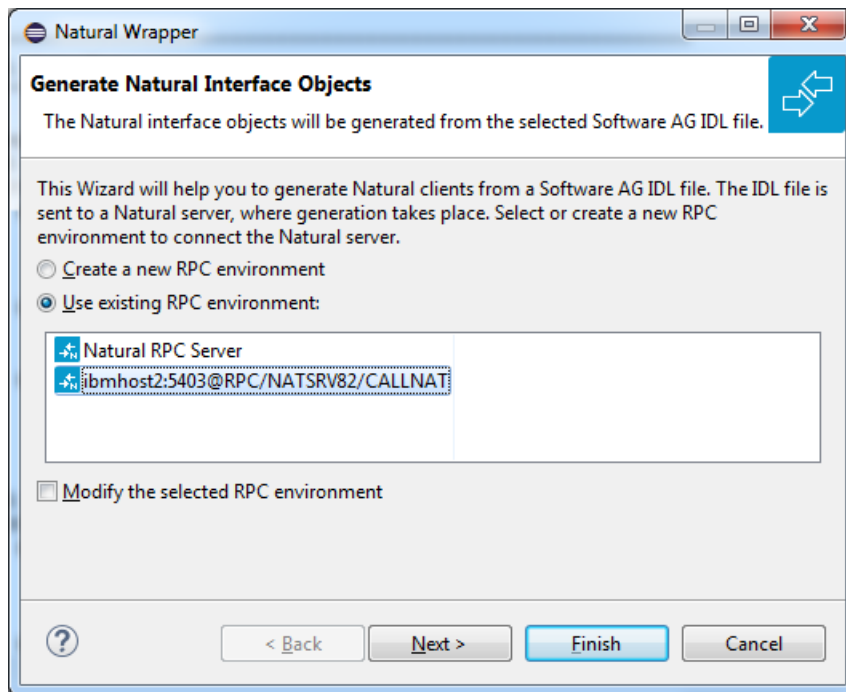 Natural Wrapper
Generate Natural Interface Objects
The Natural interface objects will be generated from the selected Software AG IDL file.
This Wizard will help you to generate Natural clients from a Software AG IDL file. The IDL file is
sent to a Natural server, where generation takes place. Select or create a new RPC
environment to connect the Natural server.
Create a new RPC environment
Use existing RPC environment:
Natural RPC Server
ibmhost2:5403@RPC/NATSRV82/CALLNAT
Modify the selected RPC environment
< Back Next > Finish Cancel